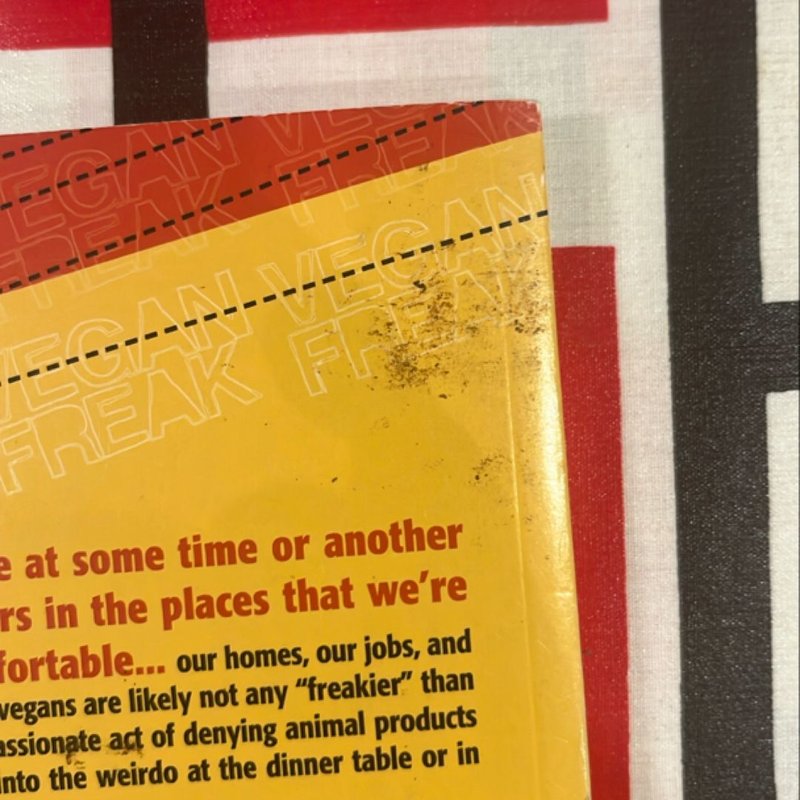 VEGAN VEG
FREAK FREAK
VEGAN VEGAN
FREAK FREAK
e at some time or another
rs in the places that we’re
fortable... our homes, our jobs, and
vegans are likely not any “freakier” than
assionate act of denying animal products
into the weirdo at the dinner table or in